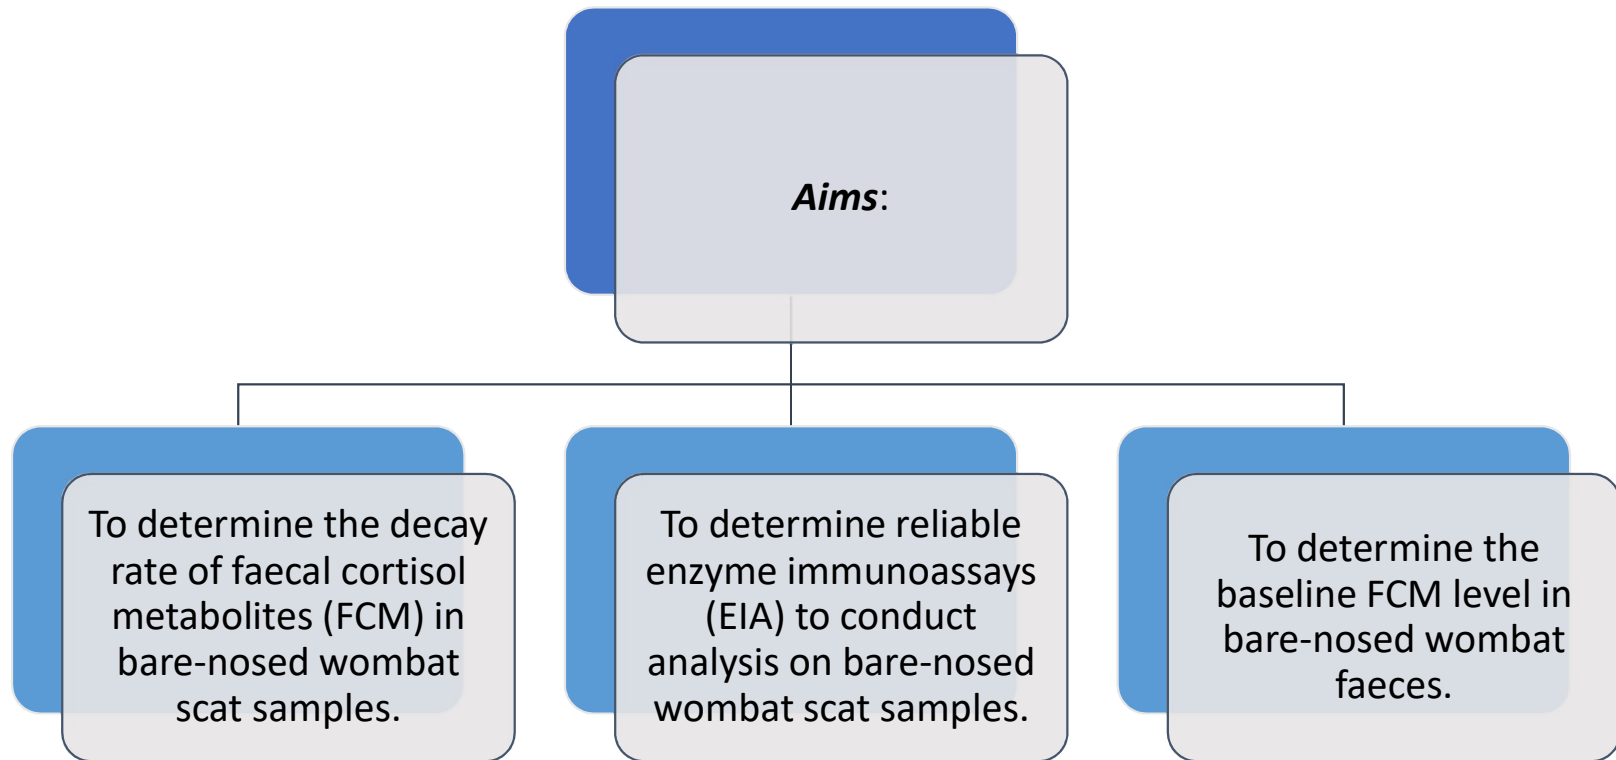 Aims:
To determine the decay
rate of faecal cortisol
metabolites (FCM) in
bare-nosed wombat
scat samples.
To determine reliable
enzyme immunoassays
(EIA) to conduct
analysis on bare-nosed
wombat scat samples.
To determine the
baseline FCM level in
bare-nosed wombat
faeces.